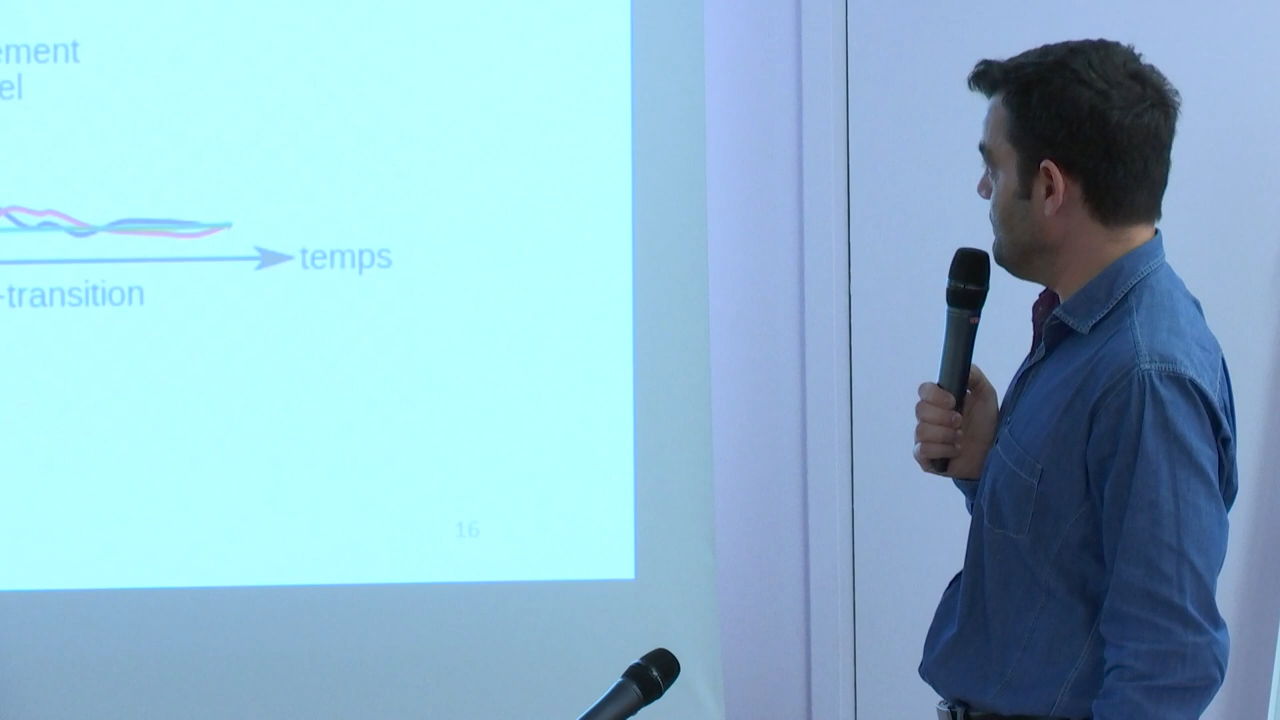 ement
el
temps
-transition
16